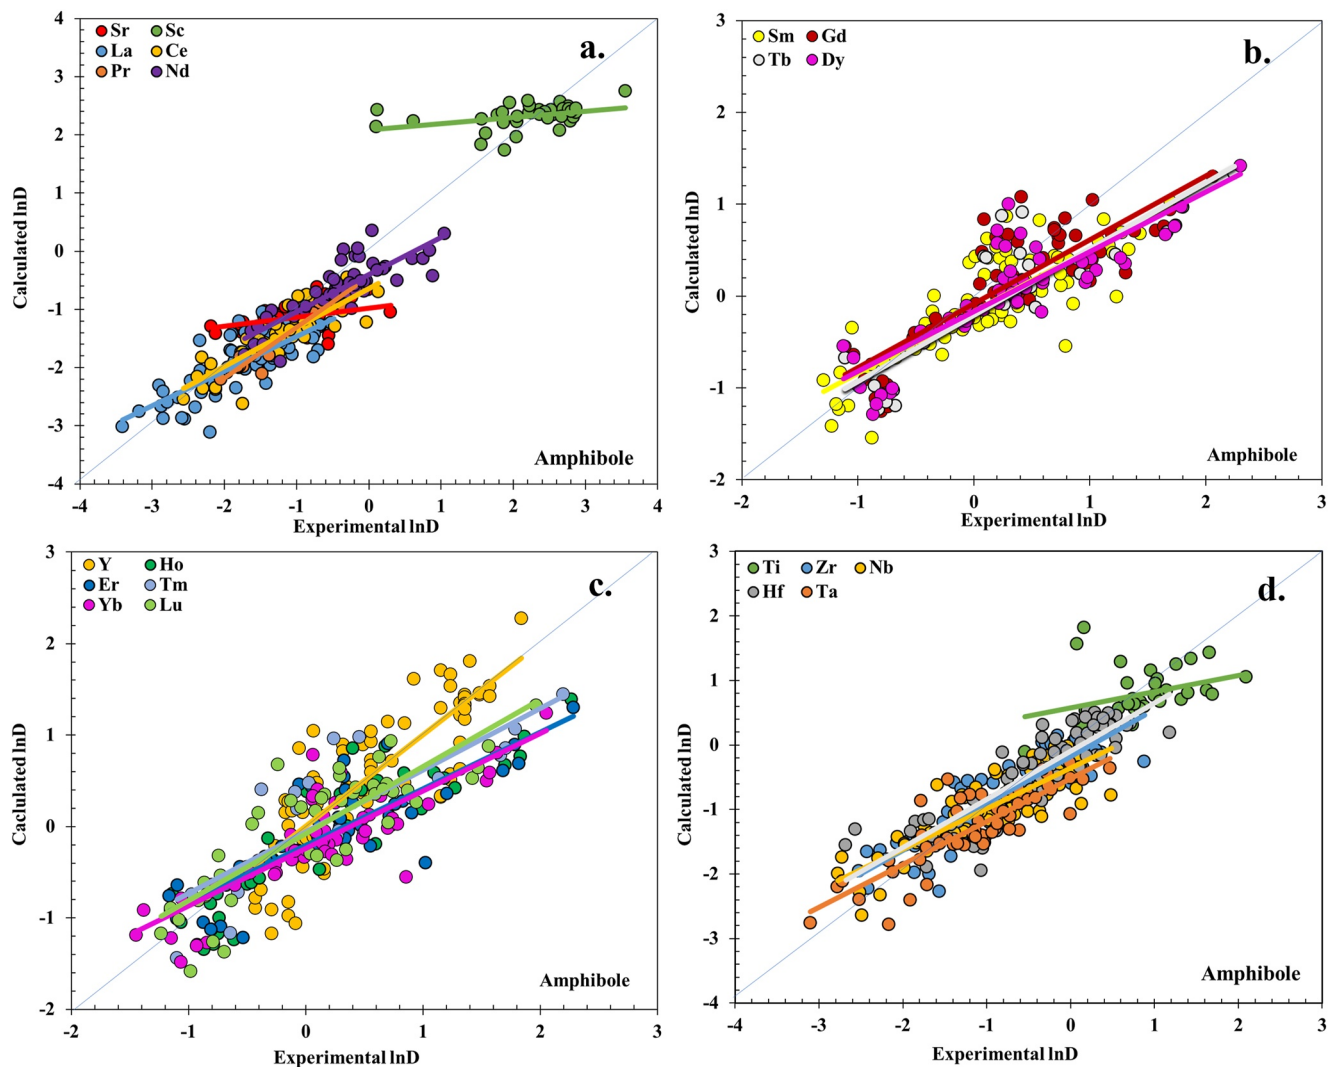 4
3
2
1
0
-1
-2
-3
-4
Calculated lnD
Sr Sc
La Ce
Pr Nd
a.
Amphibole
-4 -3 -2 -1 0 1 2 3 4
Experimental lnD
3
2
1
0
-1
-2
Calculated lnD
Sm Gd
Tb Dy
b.
Amphibole
-2 -1 0 1 2 3
Experimental lnD
3
2
1
0
-1
-2
Caclulated lnD
Y Ho
Er Tm
Yb Lu
c.
Amphibole
-2 -1 0 1 2 3
Experimental lnD
3
2
1
0
-1
-2
-3
-4
Calculated lnD
Ti Zr Nb
Hf Ta
d.
Amphibole
-4 -3 -2 -1 0 1 2 3
Experimental lnD